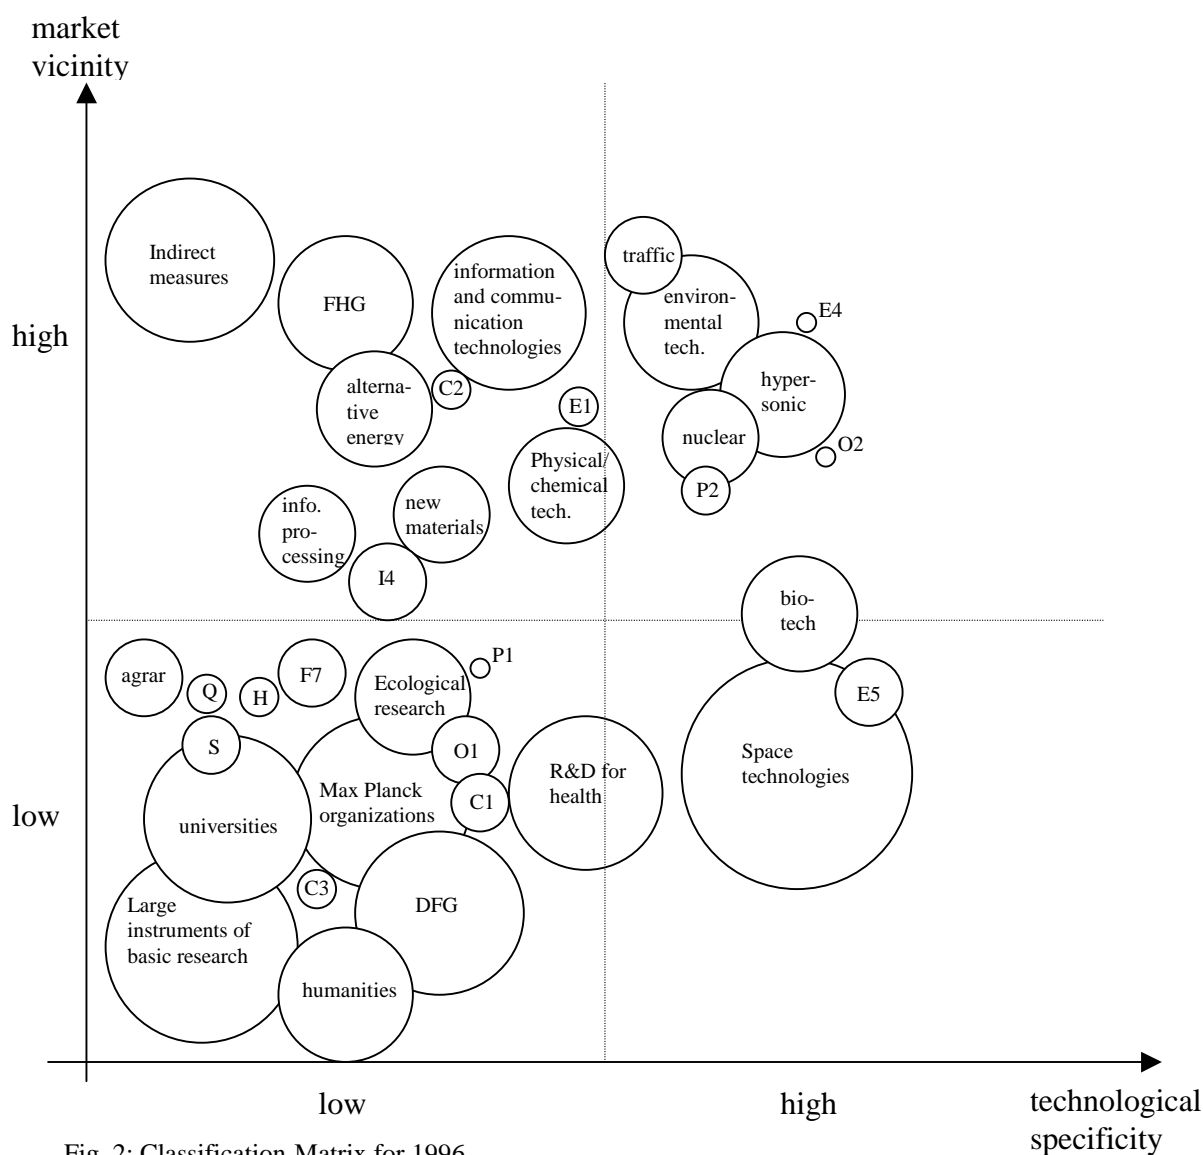 market
vicinity
Indirect
measures
FHG
information
and commu-
nication
technologies
traffic
environ-
mental
tech.
E4
high
alterna-
tive
energy
C2
E1
hyper-
sonic
nuclear
O2
Physical/
chemical
tech.
P2
info.
pro-
cessing
new
materials
I4
bio-
tech
agrar
Q
H
F7
Ecological
research
P1
E5
S
O1
Space
technologies
R&D for
health
Max Planck
organizations
C1
low
universities
C3
DFG
Large
instruments of
basic research
humanities
low
high
technological
specificity
Fig. 2: Classification Matrix for 1996